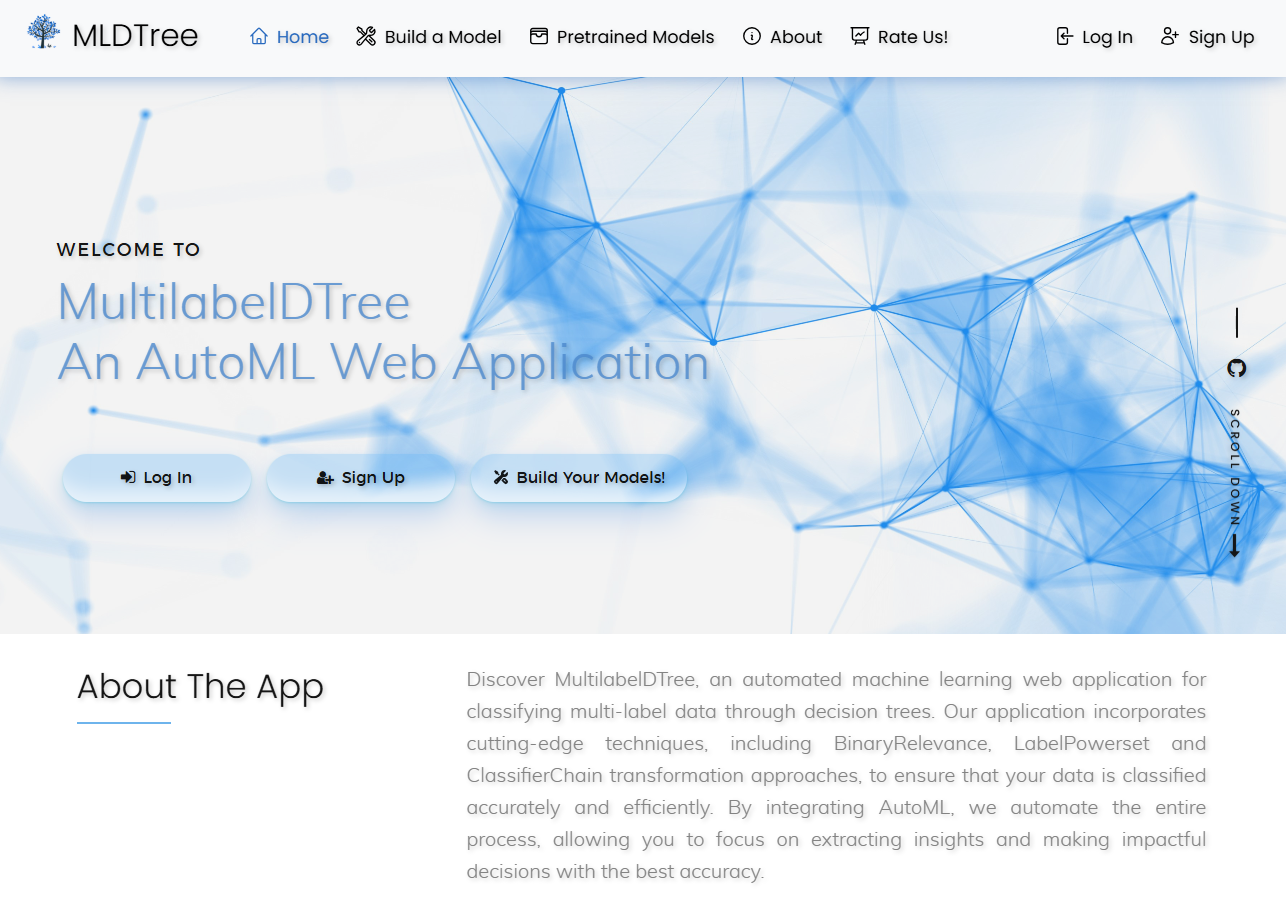 MLDTree
Home
Build a Model
Pretrained Models
About
Rate Us!
Log In
Sign Up
WELCOME TO
MultilabelDTree
An AutoML Web Application
Log In
Sign Up
Build Your Models!
SCROLL DOWN
About The App
Discover MultilabelDTree, an automated machine learning web application for
classifying multi-label data through decision trees. Our application incorporates
cutting-edge techniques, including BinaryRelevance, LabelPowerset and
ClassifierChain transformation approaches, to ensure that your data is classified
accurately and efficiently. By integrating AutoML, we automate the entire
process, allowing you to focus on extracting insights and making impactful
decisions with the best accuracy.